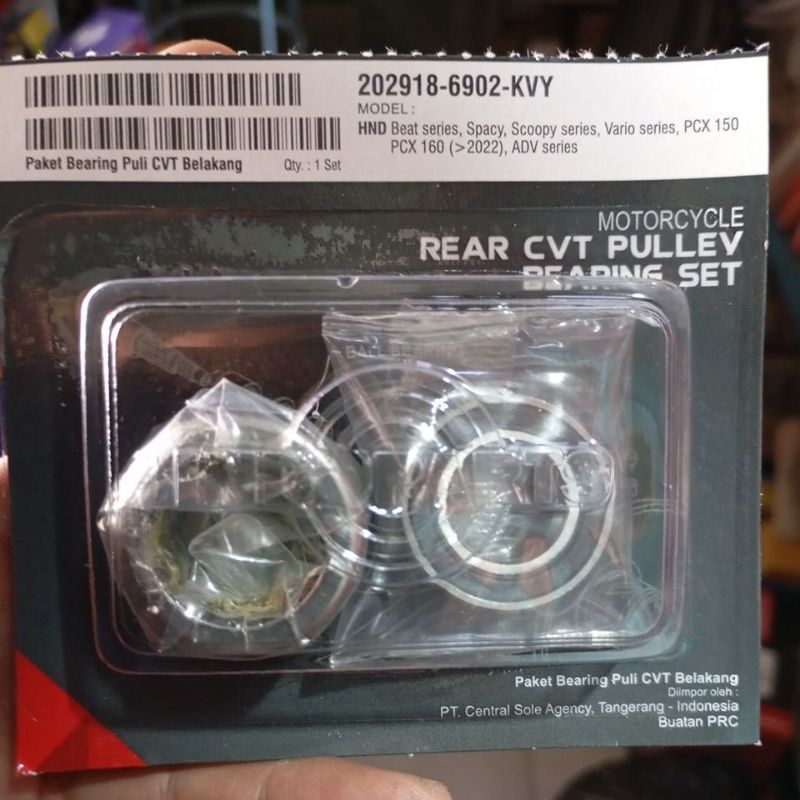 202918-6902-KVY
MODEL :
HND Beat series, Spacy, Scoopy series, Vario series, PCX 150
PCX 160 (>2022), ADV series
Paket Bearing Puli CVT Belakang Qty. : 1 Set
MOTORCYCLE
REAR CVT PULLEY
BEARING SET
BALL BEARING
Paket Bearing Puli CVT Belakang
Diimpor oleh :
PT. Central Sole Agency, Tangerang - Indonesia
Buatan PRC